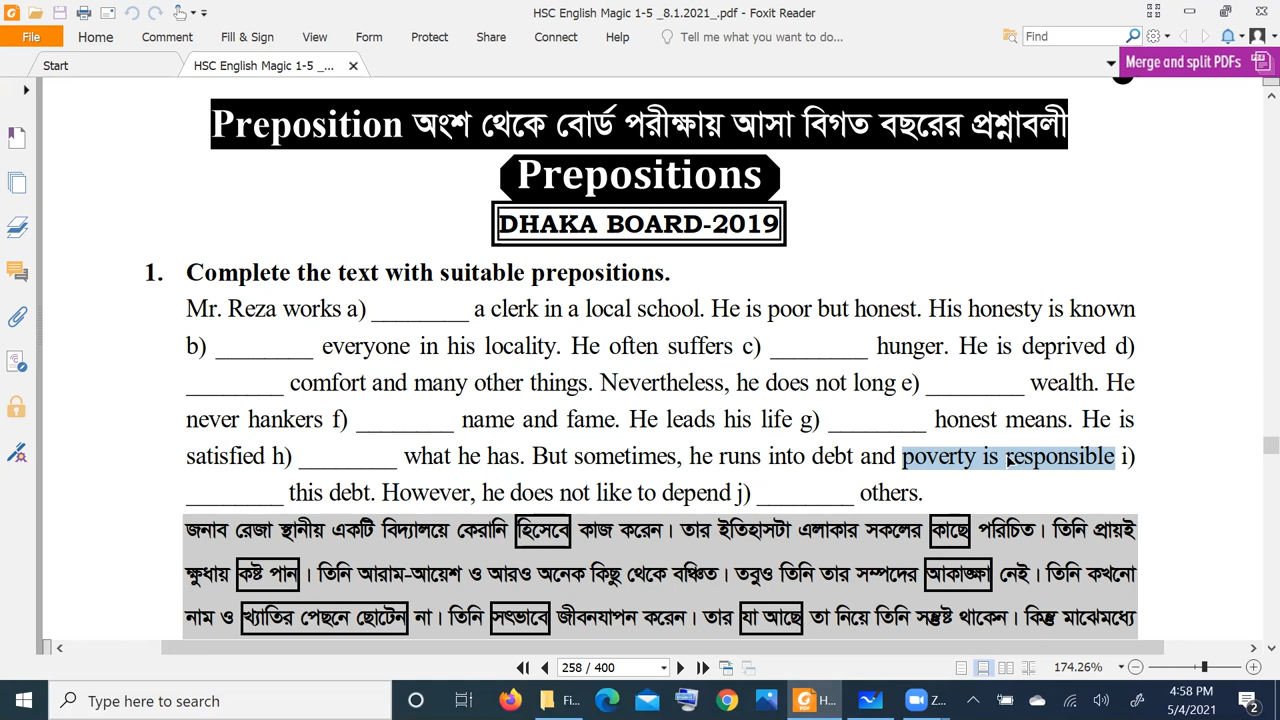 HSC English Magic 1-5 _8.1.2021_.pdf - Foxit Reader
File Home Comment Fill & Sign View Form Protect Share Connect Help Tell me what you want to do... Find
Start HSC English Magic 1-5 _... Merge and split PDFs
Preposition অংশ থেকে বোর্ড পরীক্ষায় আসা বিগত বছরের প্রশ্নাবলী
Prepositions
DHAKA BOARD-2019
1. Complete the text with suitable prepositions.
Mr. Reza works a) ________ a clerk in a local school. He is poor but honest. His honesty is known
b) ________ everyone in his locality. He often suffers c) ________ hunger. He is deprived d)
________ comfort and many other things. Nevertheless, he does not long e) ________ wealth. He
never hankers f) ________ name and fame. He leads his life g) ________ honest means. He is
satisfied h) ________ what he has. But sometimes, he runs into debt and poverty is responsible i)
________ this debt. However, he does not like to depend j) ________ others.
জনাব রেজা স্থানীয় একটি বিদ্যালয়ে কেরানি হিসেবে কাজ করেন। তার ইতিহাসটা এলাকার সকলের কাছে পরিচিত। তিনি প্রায়ই
ক্ষুধায় কষ্ট পান । তিনি আরাম-আয়েশ ও আরও অনেক কিছু থেকে বঞ্চিত। তবুও তিনি তার সম্পদের আকাঙ্ক্ষা নেই। তিনি কখনো
নাম ও খ্যাতির পেছনে ছোটেন না। তিনি সৎভাবে জীবনযাপন করেন। তার যা আছে তা নিয়ে তিনি সন্তুষ্ট থাকেন। কিন্তু মাঝেমধ্যে
258 / 400 174.26%
Type here to search Fi... H... Z... 4:58 PM
5/4/2021 2